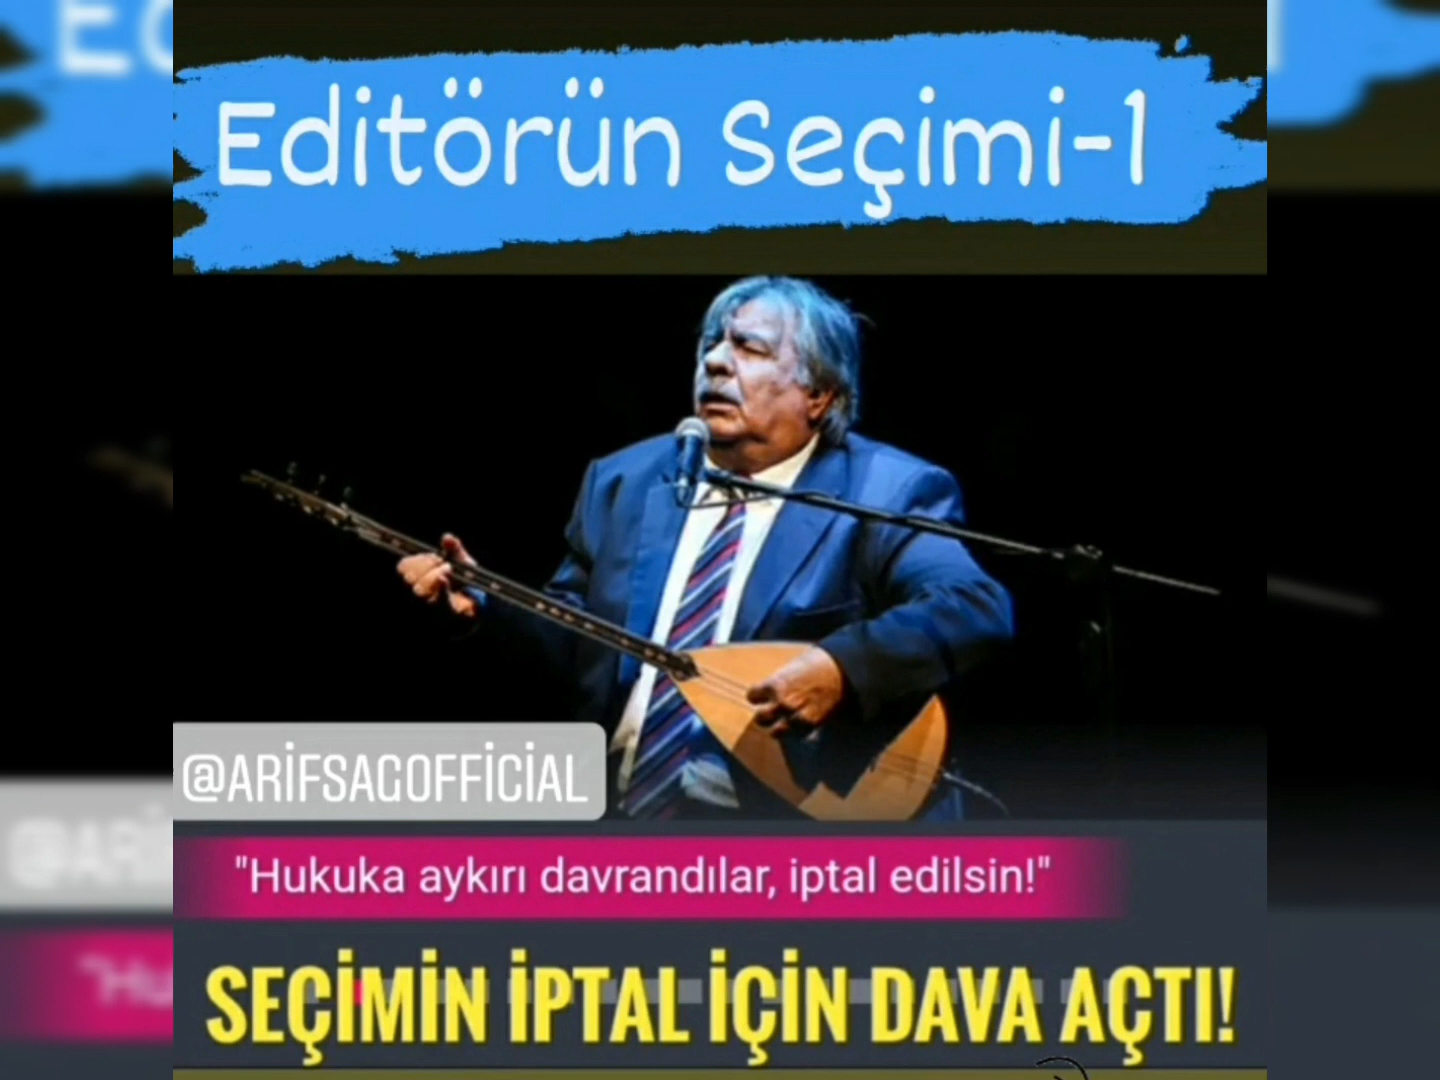 Editörün Seçimi-1
@ARİFSAGOFFİCİAL
"Hukuka aykırı davrandılar, iptal edilsin!"
SEÇİMİN İPTAL İÇİN DAVA AÇTI!